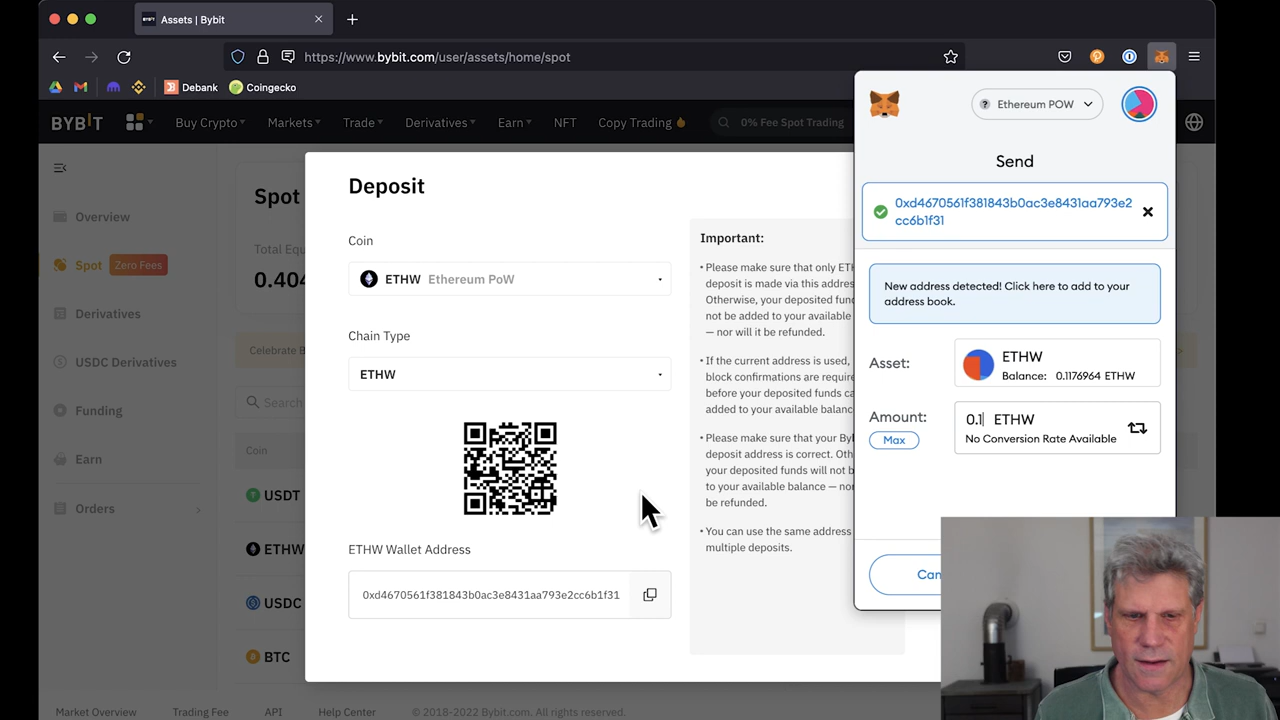 Assets | Bybit
https://www.bybit.com/user/assets/home/spot
Debank
Coingecko
BYBIT
Buy Crypto
Markets
Trade
Derivatives
Earn
NFT
Copy Trading
0% Fee Spot Trading
Overview
Spot
Zero Fees
Derivatives
USDC Derivatives
Funding
Earn
Orders
Spot
Total Equ
0.404
Celebrate B
Search
Coin
USDT
ETHW
USDC
BTC
Deposit
Coin
ETHW Ethereum PoW
Chain Type
ETHW
ETHW Wallet Address
0xd4670561f381843b0ac3e8431aa793e2cc6b1f31
Important:
• Please make sure that only ETH
deposit is made via this address
Otherwise, your deposited fund
not be added to your available
— nor will it be refunded.
• If the current address is used,
block confirmations are require
before your deposited funds ca
added to your available balanc
• Please make sure that your Byb
deposit address is correct. Oth
your deposited funds will not b
to your available balance — nor
be refunded.
• You can use the same address
multiple deposits.
Ethereum POW
Send
0xd4670561f381843b0ac3e8431aa793e2
cc6b1f31
New address detected! Click here to add to your
address book.
Asset:
ETHW
Balance: 0.1176964 ETHW
Amount:
Max
0.1 ETHW
No Conversion Rate Available
Can
Market Overview
Trading Fee
API
Help Center
© 2018-2022 Bybit.com. All rights reserved.